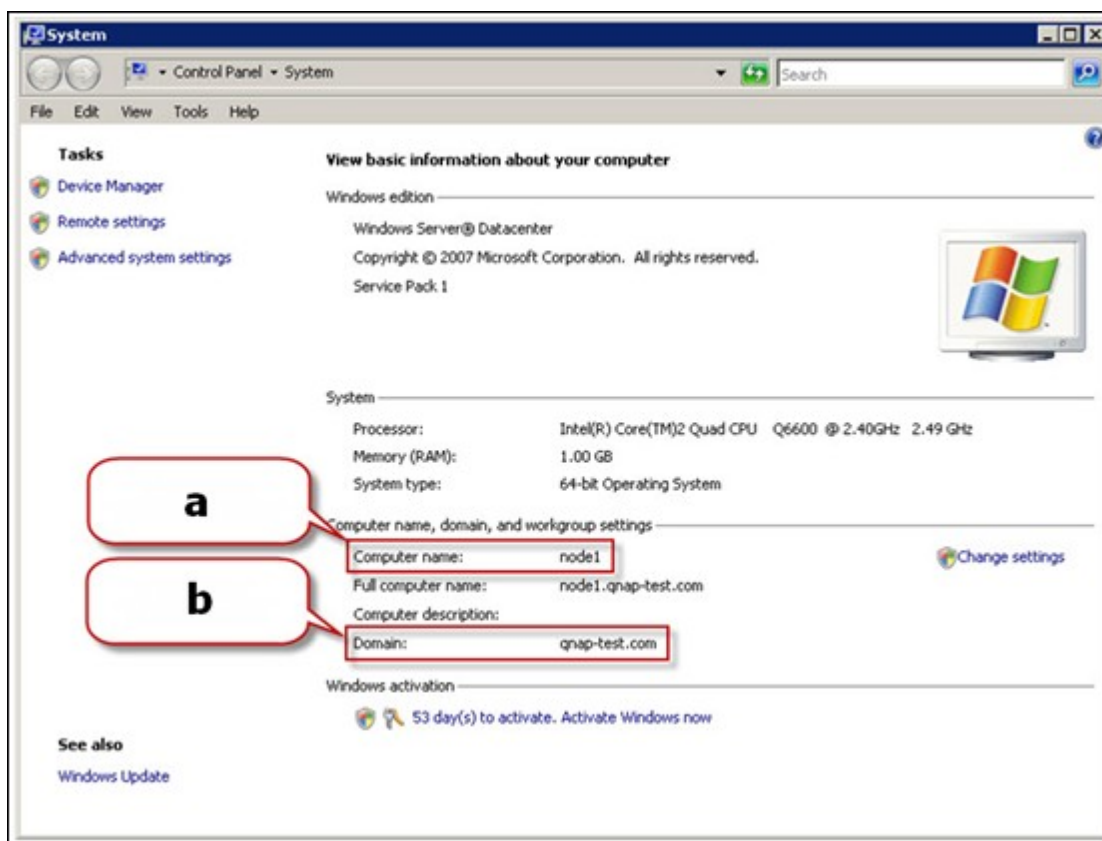 System
Control Panel System
Search
File Edit View Tools Help
Tasks
Device Manager
Remote settings
Advanced system settings
View basic information about your computer
Windows edition
Windows Server® Datacenter
Copyright © 2007 Microsoft Corporation. All rights reserved.
Service Pack 1
System
Processor: Intel(R) Core(TM)2 Quad CPU Q6600 @ 2.40GHz 2.49 GHz
Memory (RAM): 1.00 GB
System type: 64-bit Operating System
a
Computer name, domain, and workgroup settings
Computer name: node1
Change settings
Full computer name: node1.qnap-test.com
b
Computer description:
Domain: qnap-test.com
Windows activation
53 day(s) to activate. Activate Windows now
See also
Windows Update